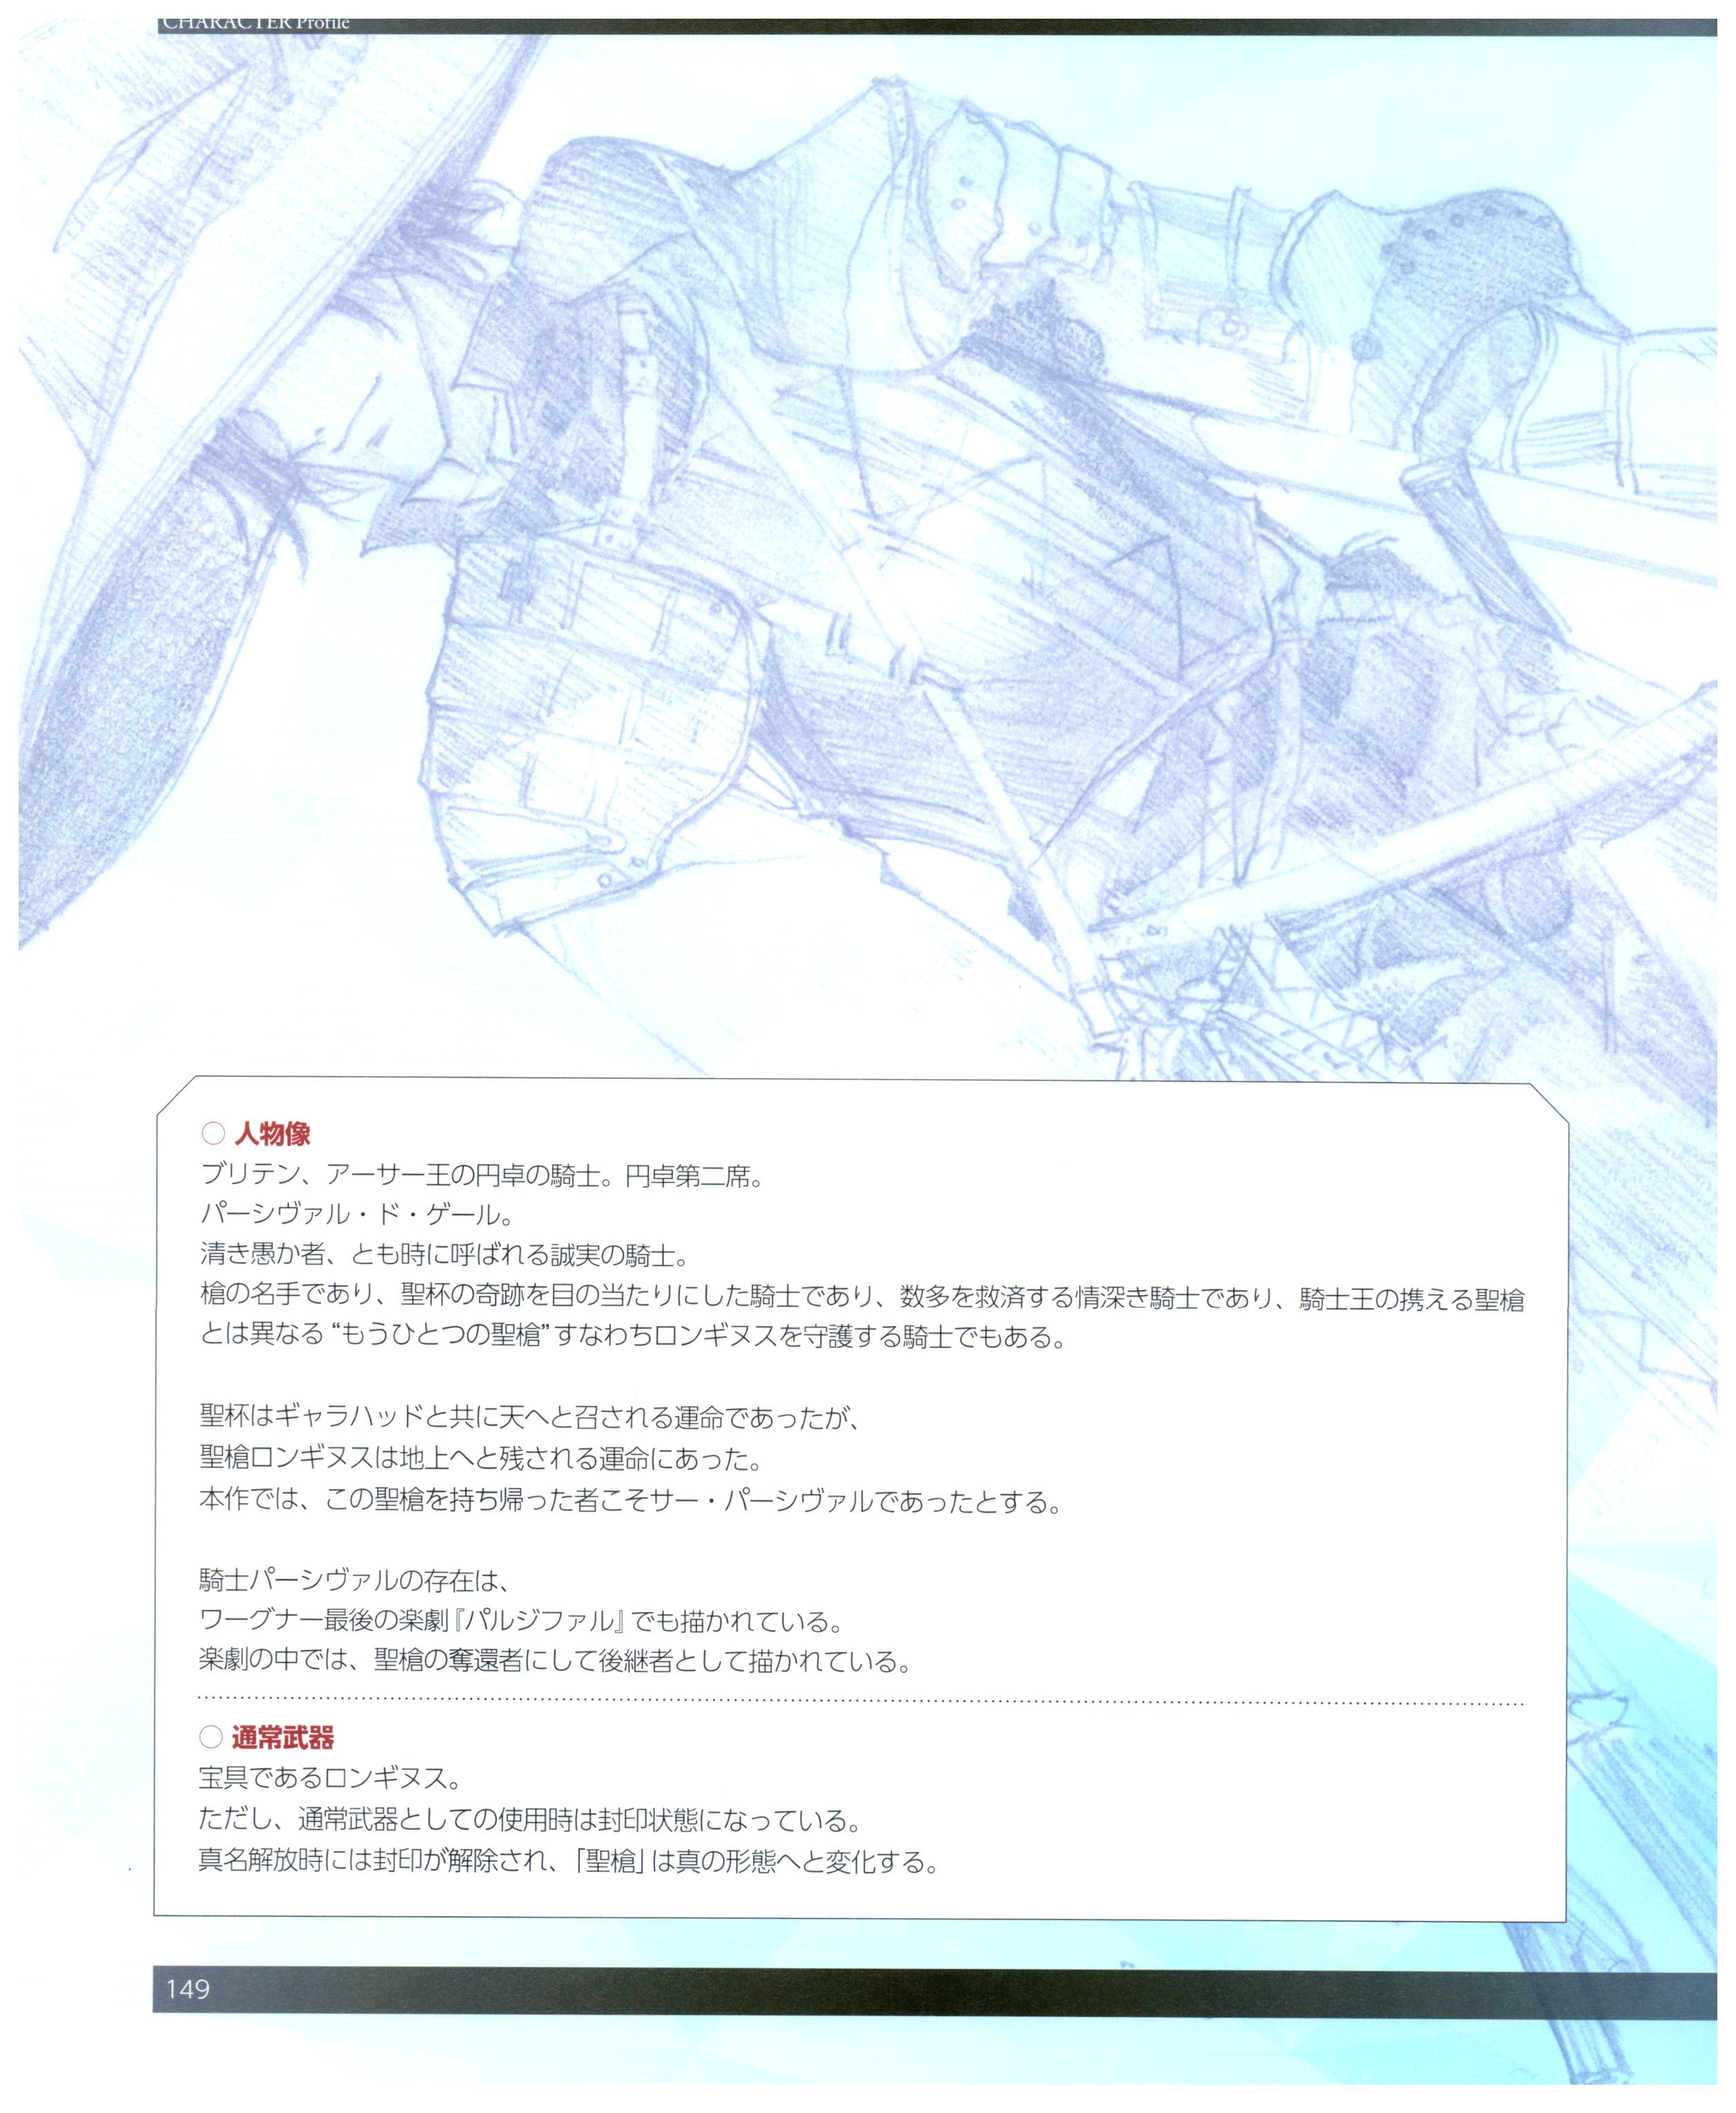 CHARACTER Profile
○ 人物像
ブリテン、アーサー王の円卓の騎士。円卓第二席。
パーシヴァル・ド・ゲール。
清き愚か者、とも時に呼ばれる誠実の騎士。
槍の名手であり、聖杯の奇跡を目の当たりにした騎士であり、数多を救済する情深き騎士であり、騎士王の携える聖槍
とは異なる “もうひとつの聖槍” すなわちロンギヌスを守護する騎士でもある。
聖杯はギャラハッドと共に天へと召される運命であったが、
聖槍ロンギヌスは地上へと残される運命にあった。
本作では、この聖槍を持ち帰った者こそサー・パーシヴァルであったとする。
騎士パーシヴァルの存在は、
ワーグナー最後の楽劇『パルジファル』でも描かれている。
楽劇の中では、聖槍の奪還者にして後継者として描かれている。
○ 通常武器
宝具であるロンギヌス。
ただし、通常武器としての使用時は封印状態になっている。
真名解放時には封印が解除され、「聖槍」は真の形態へと変化する。
149